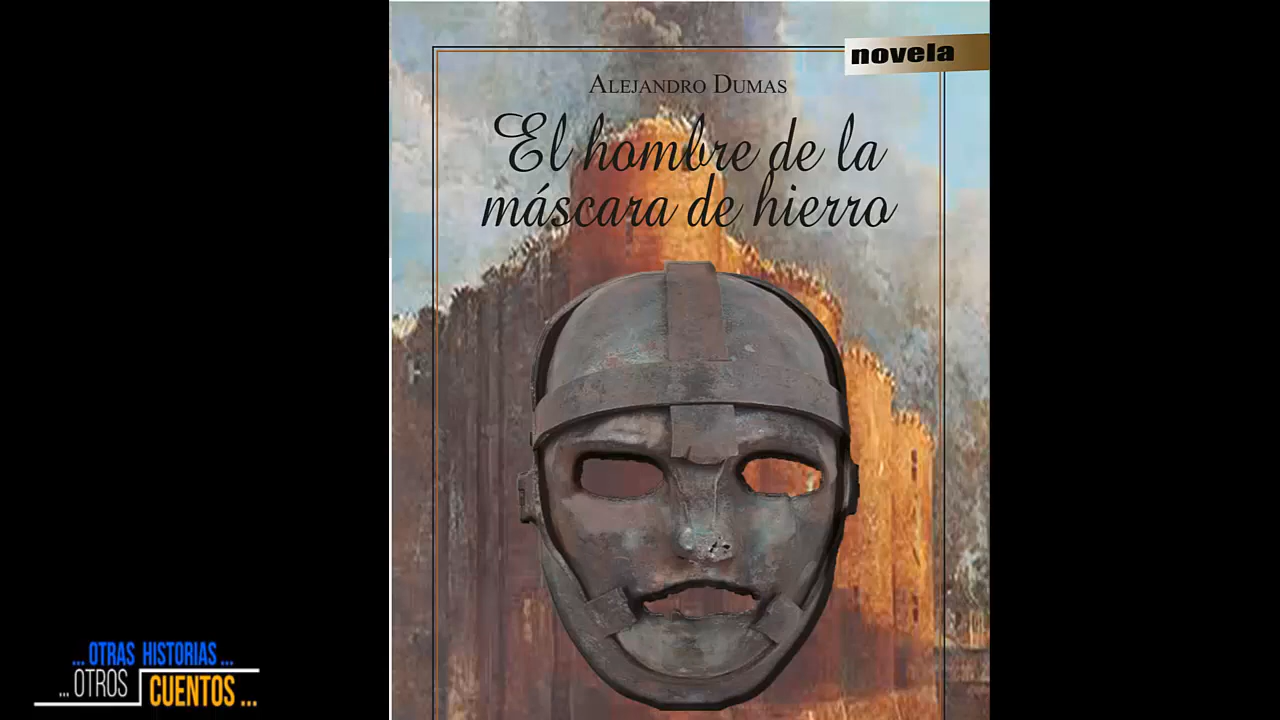 novela
Alejandro Dumas
El hombre de la
máscara de hierro
... OTRAS HISTORIAS ...
... OTROS
CUENTOS ...